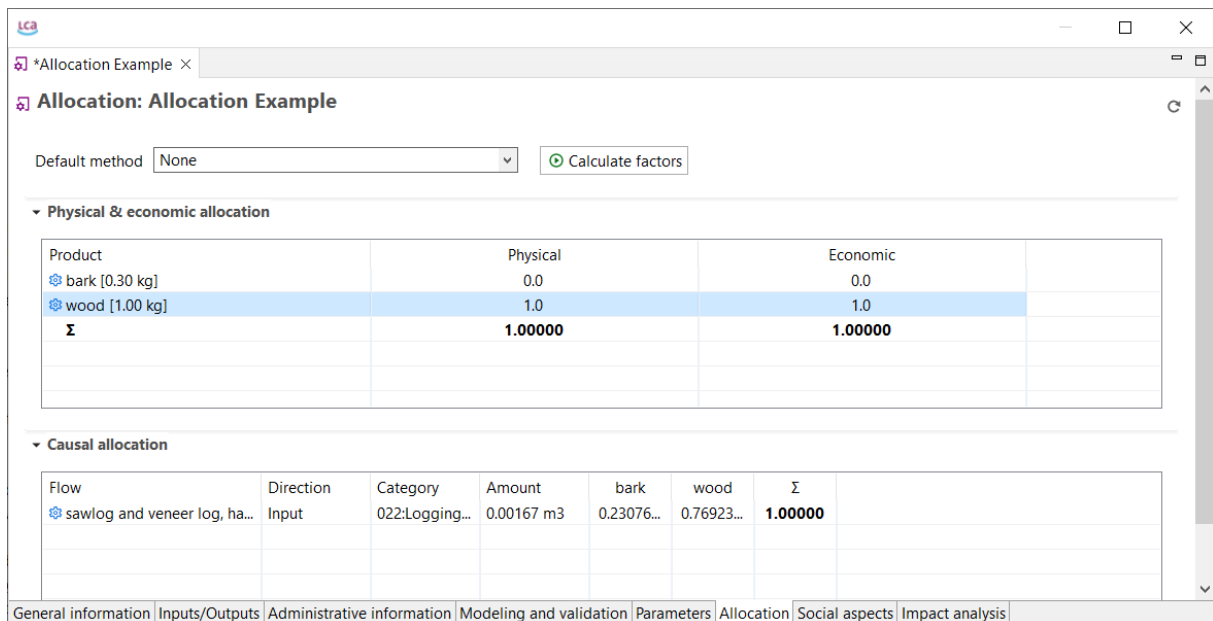 LCA
*Allocation Example
Allocation: Allocation Example
Default method None Calculate factors
Physical & economic allocation
Product Physical Economic
bark [0.30 kg] 0.0 0.0
wood [1.00 kg] 1.0 1.0
Σ 1.00000 1.00000
Causal allocation
Flow Direction Category Amount bark wood Σ
sawlog and veneer log, ha... Input 022:Logging... 0.00167 m3 0.23076... 0.76923... 1.00000
General information Inputs/Outputs Administrative information Modeling and validation Parameters Allocation Social aspects Impact analysis